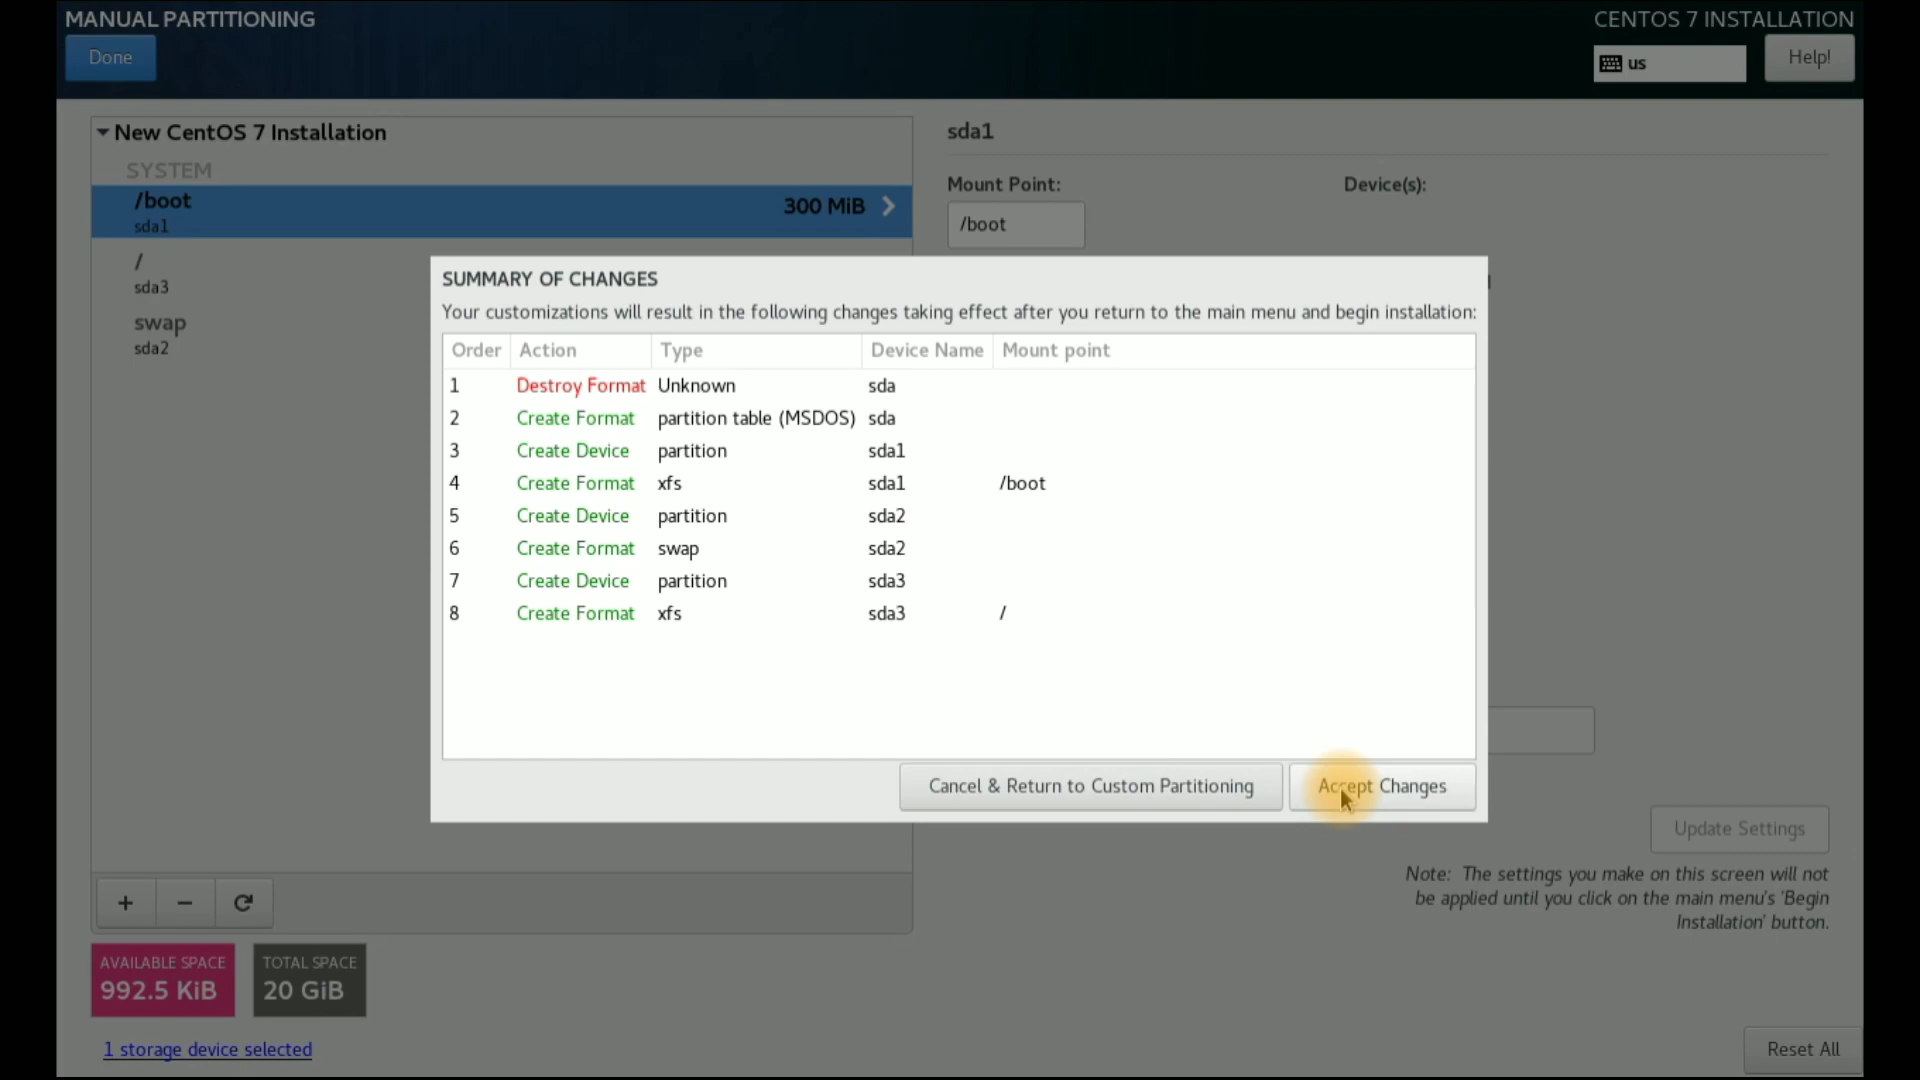 MANUAL PARTITIONING
CENTOS 7 INSTALLATION
Done
us
Help!
New CentOS 7 Installation
SYSTEM
/boot
300 MiB
sda1
/
sda3
swap
sda2
sda1
Mount Point:
Device(s):
/boot
SUMMARY OF CHANGES
Your customizations will result in the following changes taking effect after you return to the main menu and begin installation:
Order Action Type Device Name Mount point
1 Destroy Format Unknown sda
2 Create Format partition table (MSDOS) sda
3 Create Device partition sda1
4 Create Format xfs sda1 /boot
5 Create Device partition sda2
6 Create Format swap sda2
7 Create Device partition sda3
8 Create Format xfs sda3 /
Cancel & Return to Custom Partitioning
Accept Changes
Update Settings
Note: The settings you make on this screen will not
be applied until you click on the main menu's 'Begin
Installation' button.
AVAILABLE SPACE
992.5 KiB
TOTAL SPACE
20 GiB
1 storage device selected
Reset All